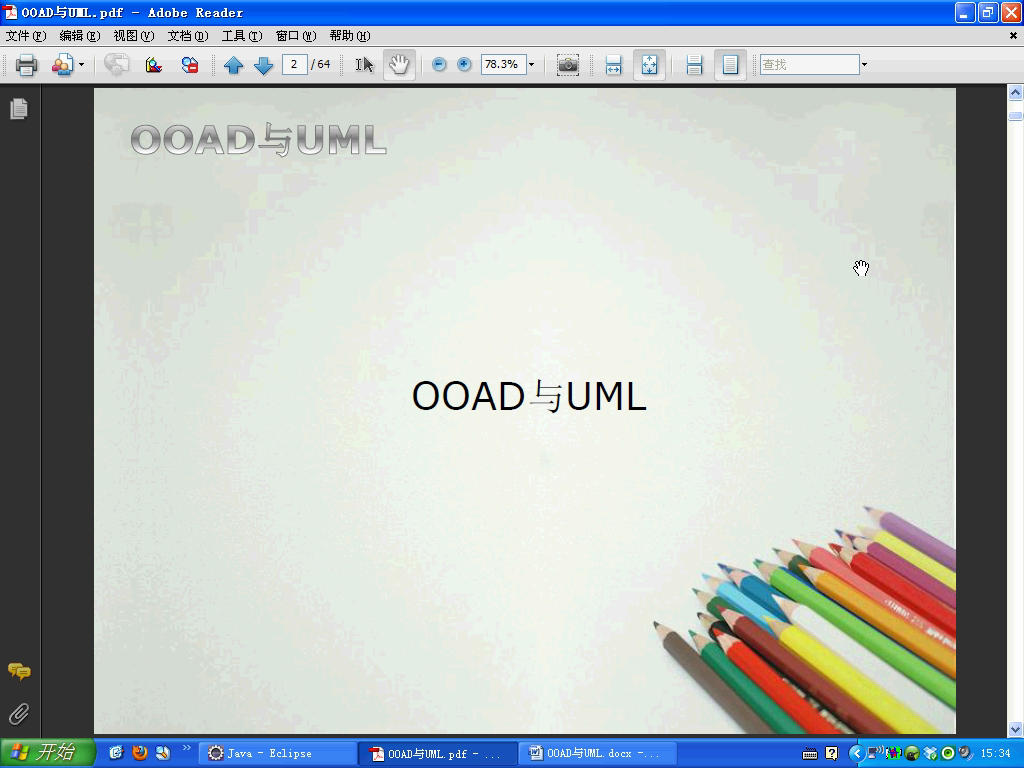 OOAD与UML.pdf - Adobe Reader
文件(F) 编辑(E) 视图(V) 文档(D) 工具(T) 窗口(W) 帮助(H)
2 / 64 78.3% 查找
OOAD与UML
OOAD与UML
开始 Java - Eclipse OOAD与UML.pdf - ... OOAD与UML.docx -... 15:34